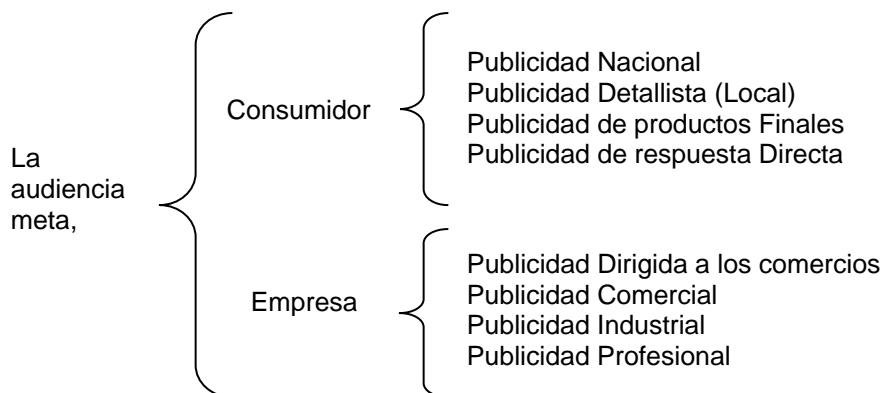 La
audiencia
meta,
Consumidor
Publicidad Nacional
Publicidad Detallista (Local)
Publicidad de productos Finales
Publicidad de respuesta Directa
Empresa
Publicidad Dirigida a los comercios
Publicidad Comercial
Publicidad Industrial
Publicidad Profesional